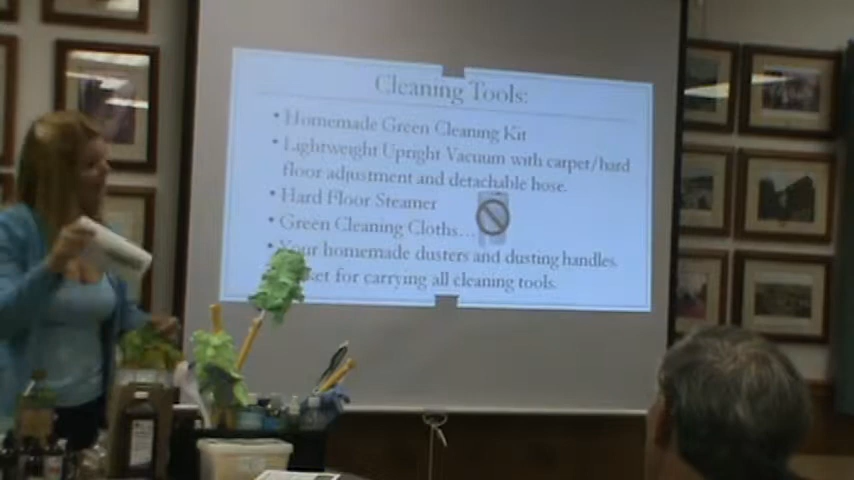 Cleaning Tools:
• Homemade Green Cleaning Kit
• Lightweight Upright Vacuum with carpet/hard
floor adjustment and detachable hose.
• Hard Floor Steamer
• Green Cleaning Cloths...
• Your homemade dusters and dusting handles.
for carrying all cleaning tools.